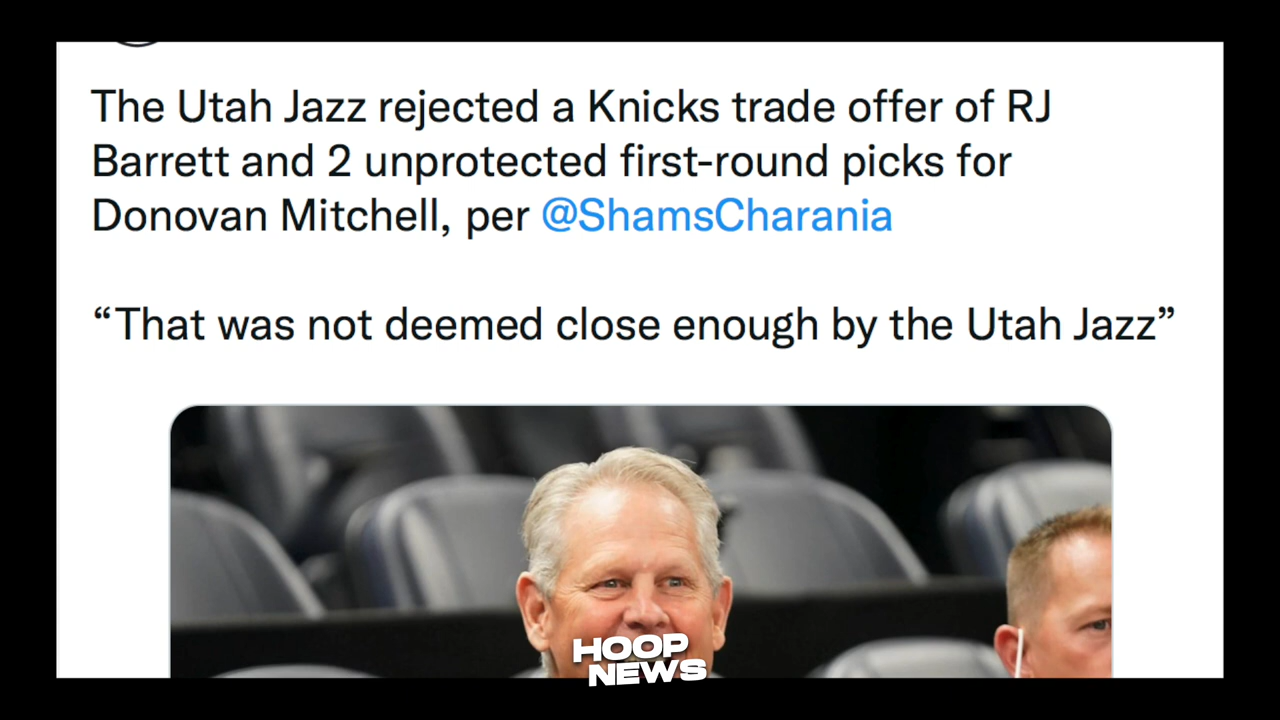 The Utah Jazz rejected a Knicks trade offer of RJ
Barrett and 2 unprotected first-round picks for
Donovan Mitchell, per @ShamsCharania
“That was not deemed close enough by the Utah Jazz”
HOOP
NEWS